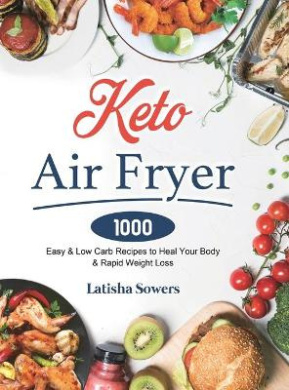 Keto
Air Fryer
1000
Easy & Low Carb Recipes to Heal Your Body
& Rapid Weight Loss
Latisha Sowers